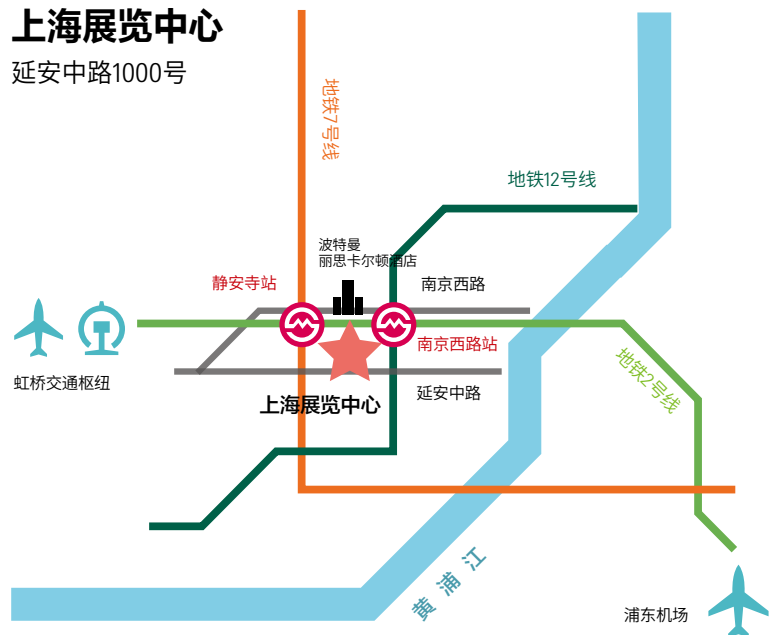 上海展览中心
延安中路1000号
地铁7号线
地铁12号线
波特曼
丽思卡尔顿酒店
静安寺站
南京西路
南京西路站
地铁2号线
虹桥交通枢纽
延安中路
上海展览中心
黄浦江
浦东机场